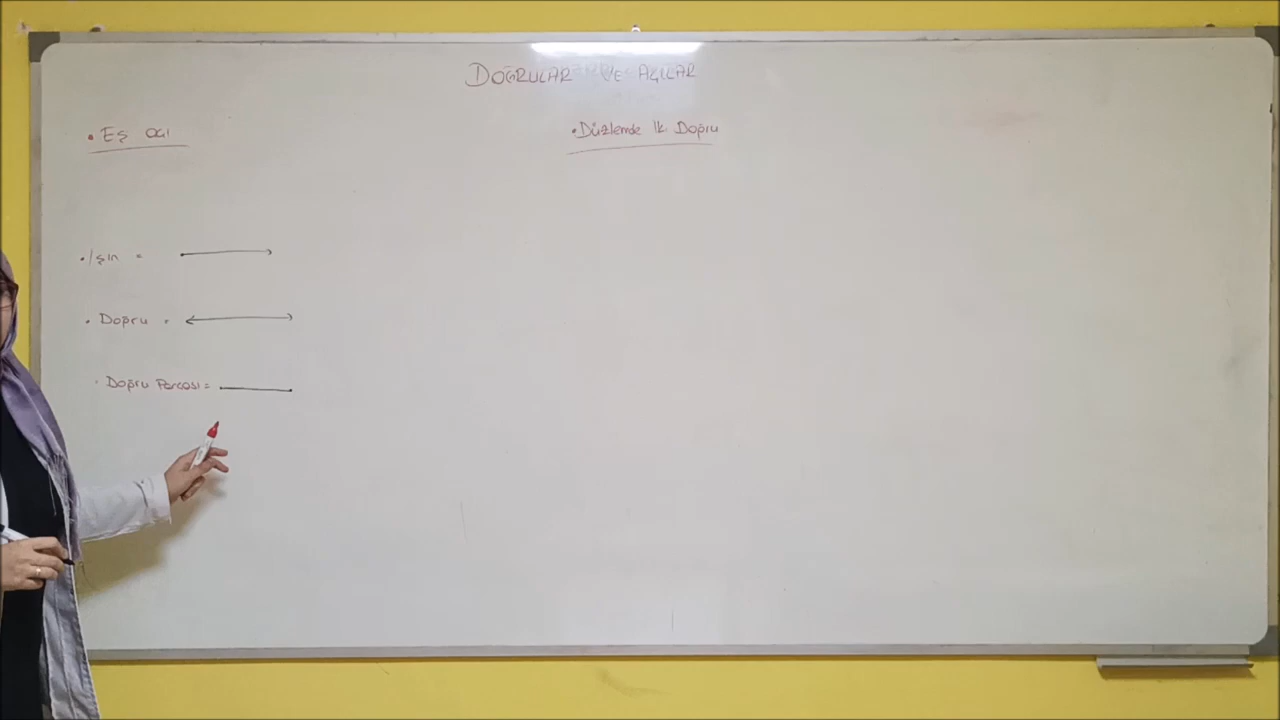 DOĞRULAR VE AÇILAR
• Eş açı
• Işın =
• Doğru =
• Doğru Parçası =
• Düzlemde İki Doğru